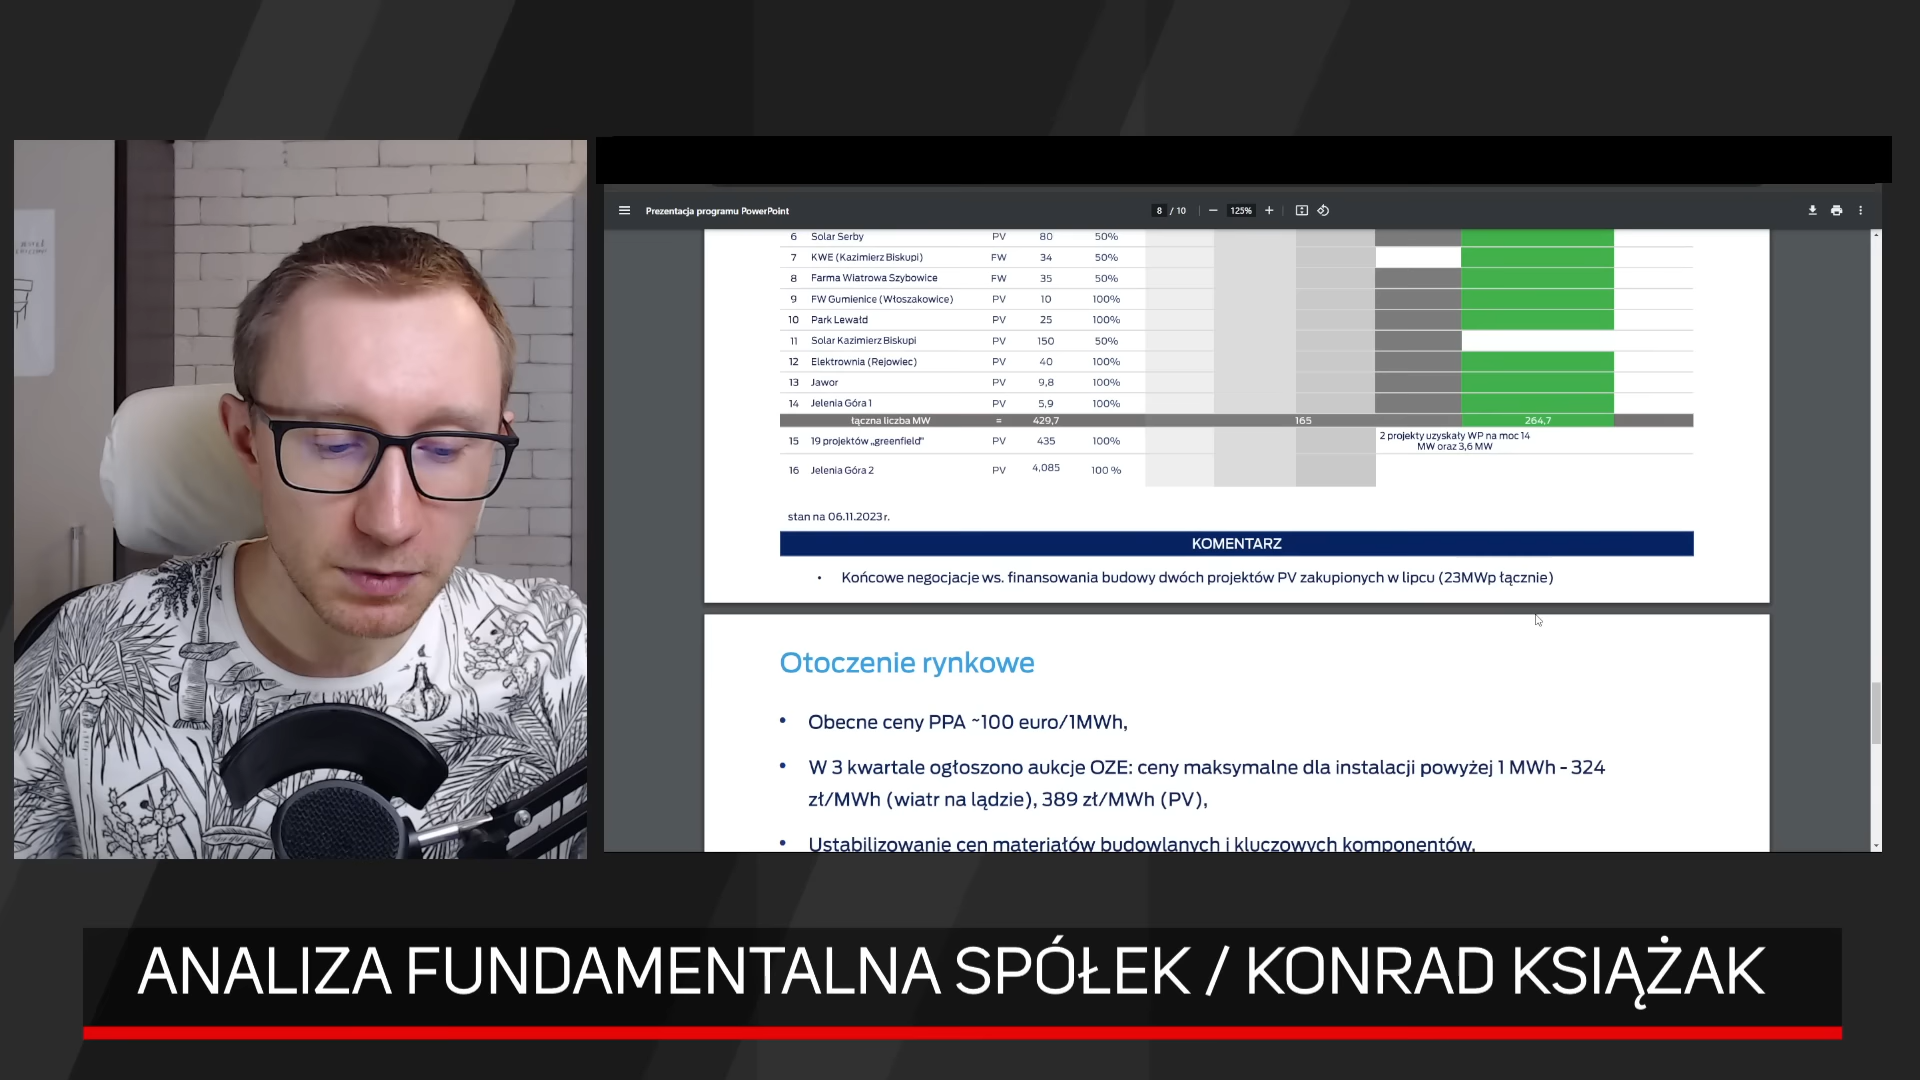 Prezentacja programu PowerPoint
8 / 10
125%
6 Solar Serby PV 80 50%
7 KWE (Kazimierz Biskupi) FW 34 50%
8 Farma Wiatrowa Szybowice FW 35 50%
9 FW Gumienice (Włoszakowice) PV 10 100%
10 Park Lewałd PV 25 100%
11 Solar Kazimierz Biskupi PV 150 50%
12 Elektrownia (Rejowiec) PV 40 100%
13 Jawor PV 9,8 100%
14 Jelenia Góra 1 PV 5,9 100%
łączna liczba MW = 429,7 165 264,7
15 19 projektów „greenfield" PV 435 100% 2 projekty uzyskały WP na moc 14
MW oraz 3,6 MW
16 Jelenia Góra 2 PV 4,085 100 %
stan na 06.11.2023 r.
KOMENTARZ
• Końcowe negocjacje ws. finansowania budowy dwóch projektów PV zakupionych w lipcu (23MWp łącznie)
Otoczenie rynkowe
• Obecne ceny PPA ~100 euro/1MWh,
• W 3 kwartale ogłoszono aukcje OZE: ceny maksymalne dla instalacji powyżej 1 MWh - 324
zł/MWh (wiatr na lądzie), 389 zł/MWh (PV),
• Ustabilizowanie cen materiałów budowlanych i kluczowych komponentów,
ANALIZA FUNDAMENTALNA SPÓŁEK / KONRAD KSIĄŻAK